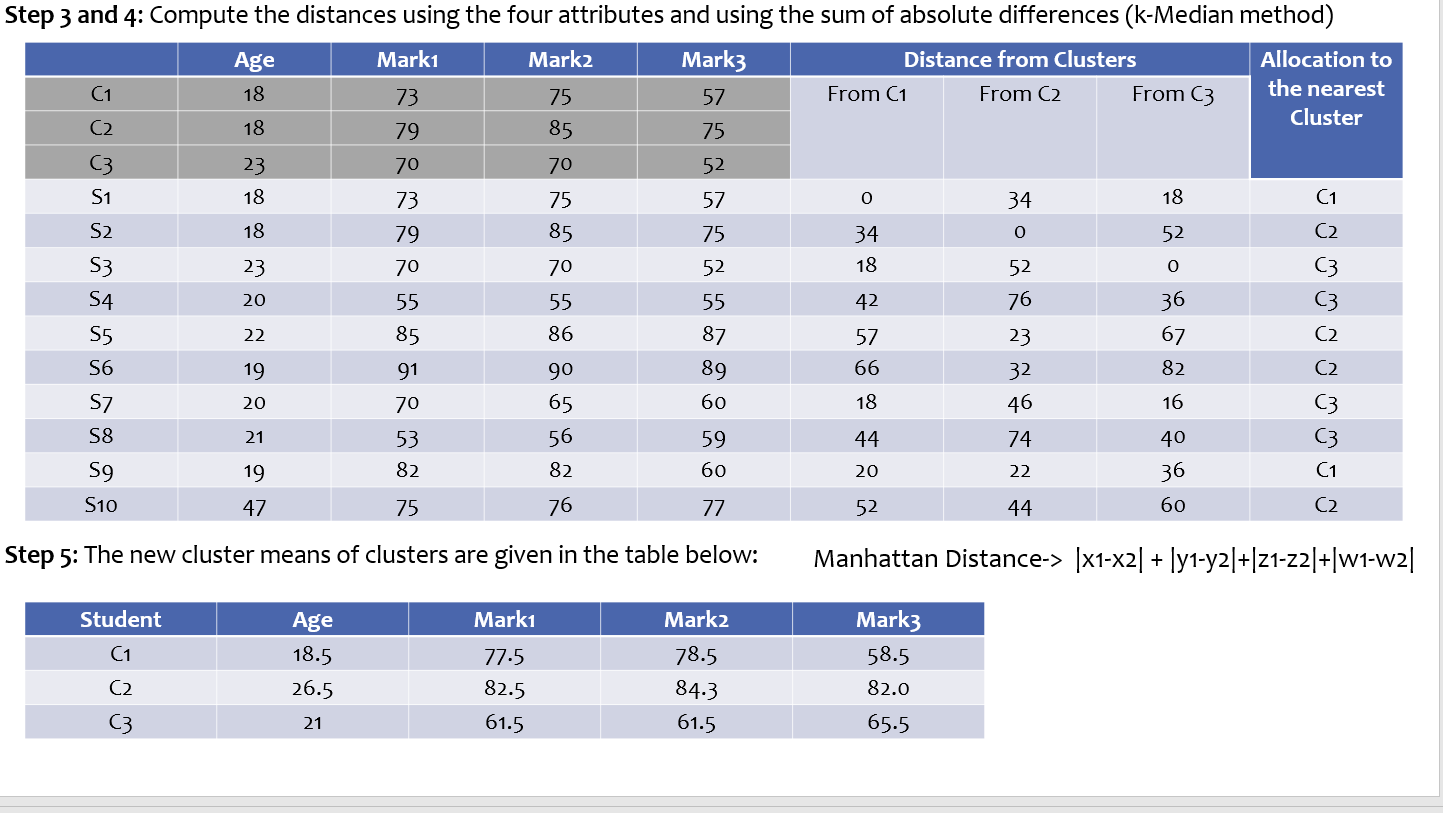 Step 3 and 4: Compute the distances using the four attributes and using the sum of absolute differences (k-Median method)
Age Mark1 Mark2 Mark3 Distance from Clusters Allocation to the nearest Cluster
C1 18 73 75 57 From C1 From C2 From C3
C2 18 79 85 75
C3 23 70 70 52
S1 18 73 75 57 0 34 18 C1
S2 18 79 85 75 34 0 52 C2
S3 23 70 70 52 18 52 0 C3
S4 20 55 55 55 42 76 36 C3
S5 22 85 86 87 57 23 67 C2
S6 19 91 90 89 66 32 82 C2
S7 20 70 65 60 18 46 16 C3
S8 21 53 56 59 44 74 40 C3
S9 19 82 82 60 20 22 36 C1
S10 47 75 76 77 52 44 60 C2
Step 5: The new cluster means of clusters are given in the table below:
Manhattan Distance-> |x1-x2| + |y1-y2|+|z1-z2|+|w1-w2|
Student Age Mark1 Mark2 Mark3
C1 18.5 77.5 78.5 58.5
C2 26.5 82.5 84.3 82.0
C3 21 61.5 61.5 65.5